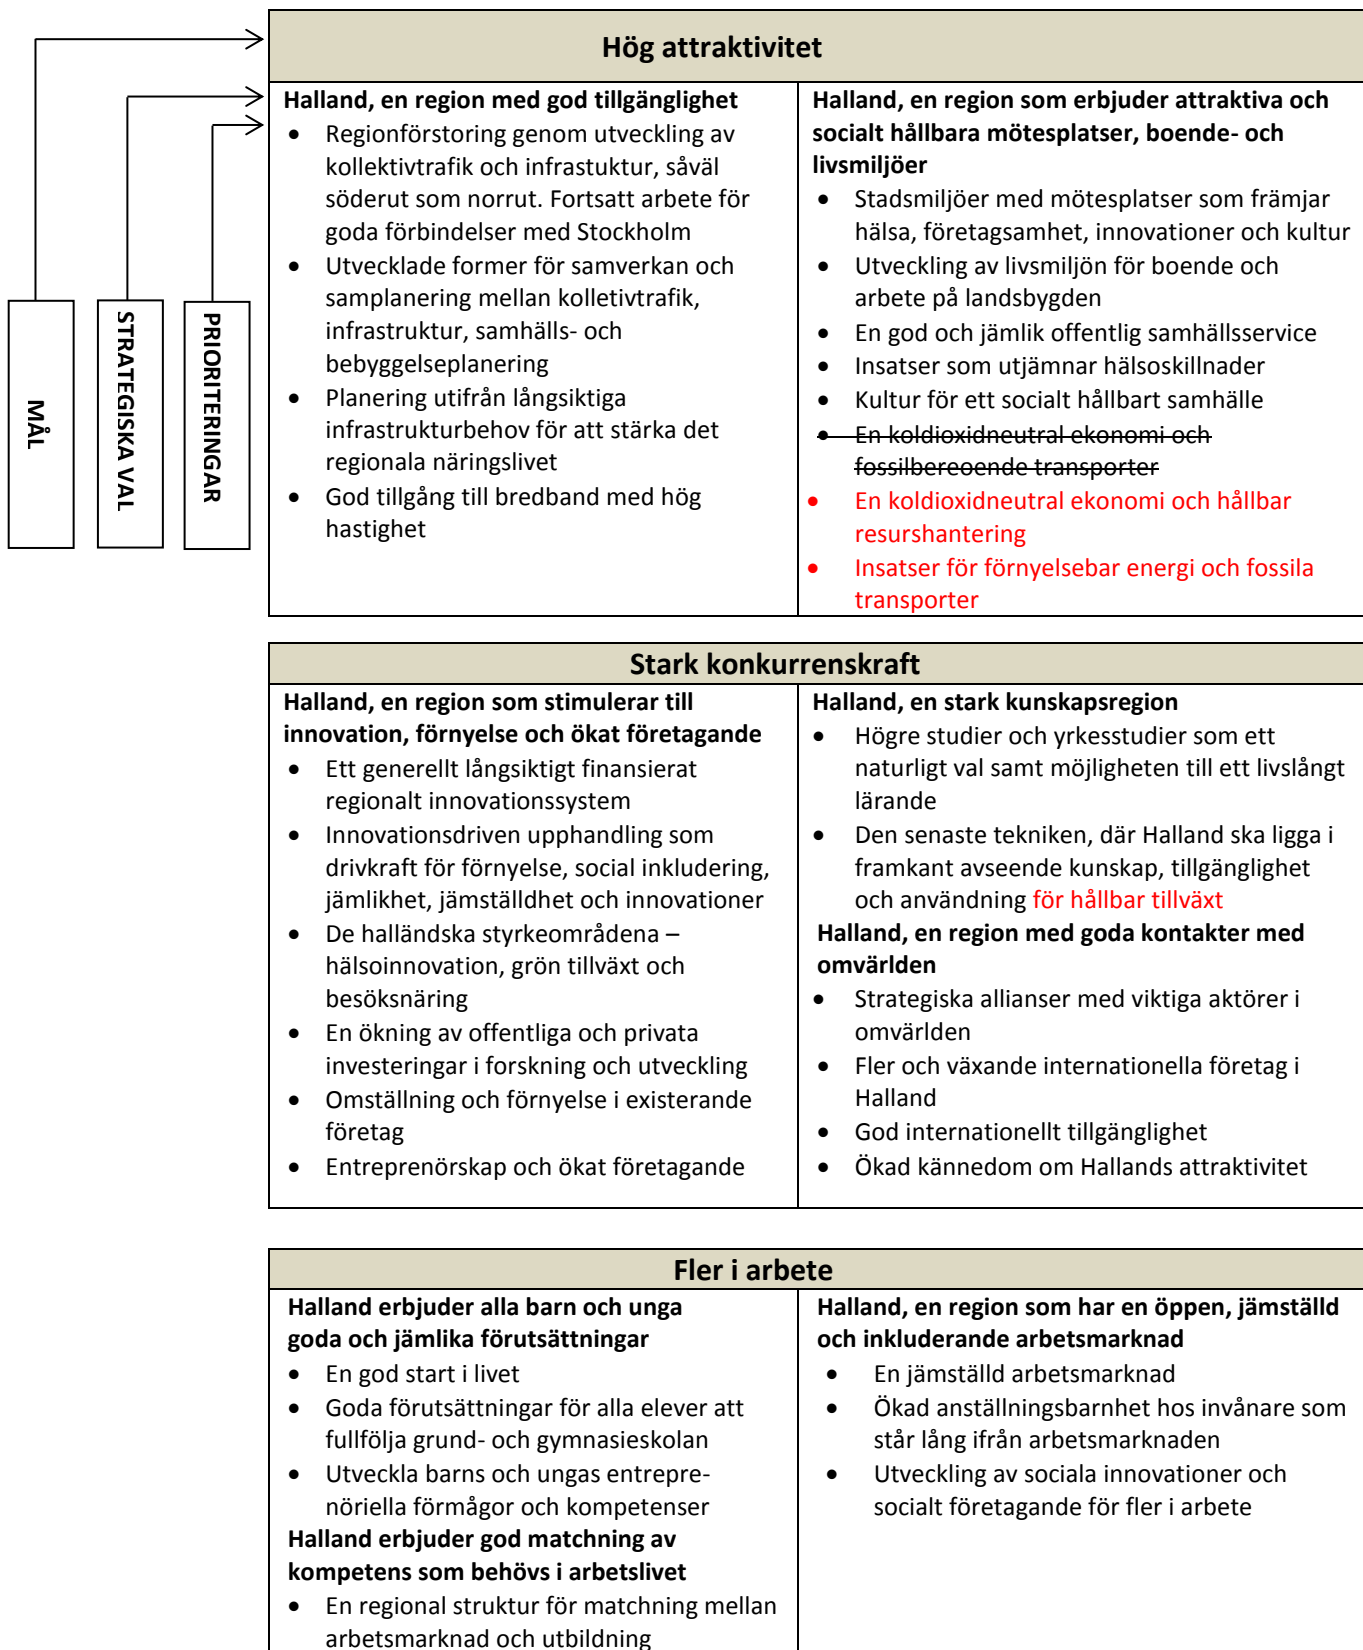 Hög attraktivitet
MÅL
STRATEGISKA VAL
PRIORITERINGAR
Halland, en region med god tillgänglighet
• Regionförstoring genom utveckling av
kollektivtrafik och infrastuktur, såväl
söderut som norrut. Fortsatt arbete för
goda förbindelser med Stockholm
• Utvecklade former för samverkan och
samplanering mellan kolletivtrafik,
infrastruktur, samhälls- och
bebyggelseplanering
• Planering utifrån långsiktiga
infrastrukturbehov för att stärka det
regionala näringslivet
• God tillgång till bredband med hög
hastighet
Halland, en region som erbjuder attraktiva och
socialt hållbara mötesplatser, boende- och
livsmiljöer
• Stadsmiljöer med mötesplatser som främjar
hälsa, företagsamhet, innovationer och kultur
• Utveckling av livsmiljön för boende och
arbete på landsbygden
• En god och jämlik offentlig samhällsservice
• Insatser som utjämnar hälsoskillnader
• Kultur för ett socialt hållbart samhälle
• En koldioxidneutral ekonomi och
fossilbereoende transporter
• En koldioxidneutral ekonomi och hållbar
resurshantering
• Insatser för förnyelsebar energi och fossila
transporter
Stark konkurrenskraft
Halland, en region som stimulerar till
innovation, förnyelse och ökat företagande
• Ett generellt långsiktigt finansierat
regionalt innovationssystem
• Innovationsdriven upphandling som
drivkraft för förnyelse, social inkludering,
jämlikhet, jämställdhet och innovationer
• De halländska styrkeområdena –
hälsoinnovation, grön tillväxt och
besöksnäring
• En ökning av offentliga och privata
investeringar i forskning och utveckling
• Omställning och förnyelse i existerande
företag
• Entreprenörskap och ökat företagande
Halland, en stark kunskapsregion
• Högre studier och yrkesstudier som ett
naturligt val samt möjligheten till ett livslångt
lärande
• Den senaste tekniken, där Halland ska ligga i
framkant avseende kunskap, tillgänglighet
och användning för hållbar tillväxt
Halland, en region med goda kontakter med
omvärlden
• Strategiska allianser med viktiga aktörer i
omvärlden
• Fler och växande internationella företag i
Halland
• God internationellt tillgänglighet
• Ökad kännedom om Hallands attraktivitet
Fler i arbete
Halland erbjuder alla barn och unga
goda och jämlika förutsättningar
• En god start i livet
• Goda förutsättningar för alla elever att
fullfölja grund- och gymnasieskolan
• Utveckla barns och ungas entrepre-
nöriella förmågor och kompetenser
Halland erbjuder god matchning av
kompetens som behövs i arbetslivet
• En regional struktur för matchning mellan
arbetsmarknad och utbildning
Halland, en region som har en öppen, jämställd
och inkluderande arbetsmarknad
• En jämställd arbetsmarknad
• Ökad anställningsbarnhet hos invånare som
står lång ifrån arbetsmarknaden
• Utveckling av sociala innovationer och
socialt företagande för fler i arbete